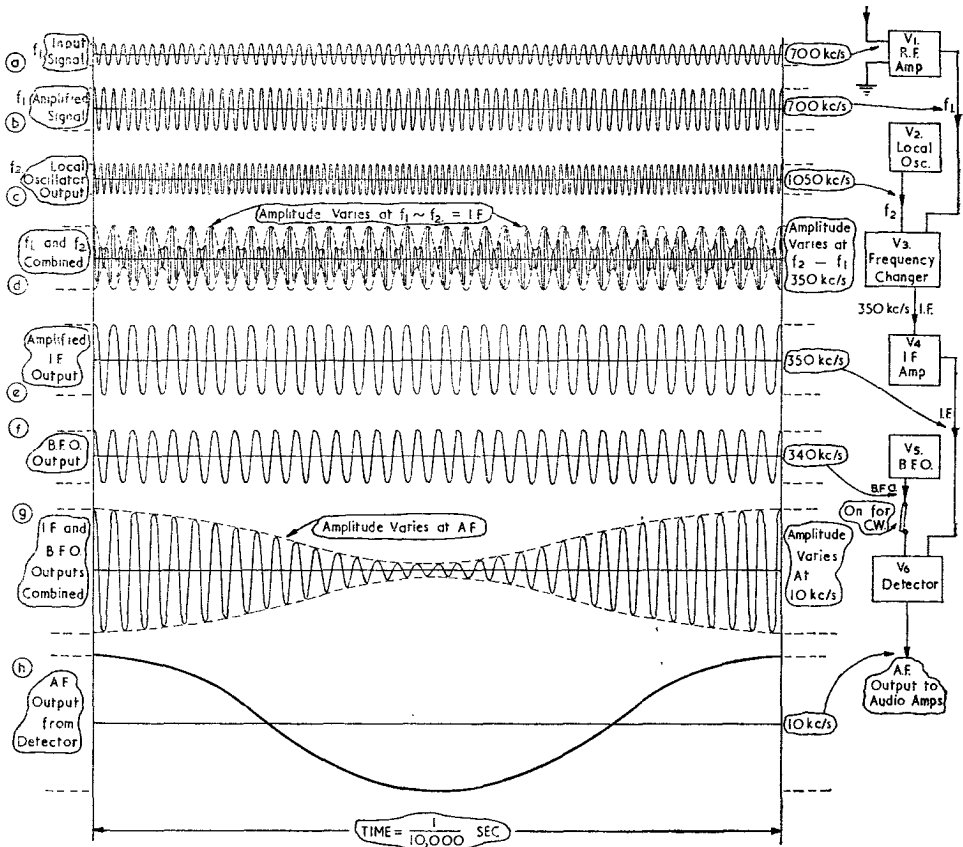 f₁ Input
Signal
a
700 kc/s
V1.
R.F.
Amp
f₁ Amplified
Signal
b
700 kc/s
f₁
V2.
Local
Osc.
f₂ Local
Oscillator
Output
c
1050 kc/s
f₂
Amplitude Varies at f₁ ~ f₂ = I.F
f₁ and f₂
Combined
d
Amplitude
Varies at
f₂ – f₁
350 kc/s
V3.
Frequency
Changer
350 kc/s I.F.
Amplified
I.F
Output
e
350 kc/s
V4
I F
Amp
I.F.
f
B.F.O.
Output
340 kc/s
V5.
B F.O.
B.F.O.
On for
C.W.
g
I F and
B F.O.
Outputs
Combined
Amplitude Varies at A F
Amplitude
Varies
At
10 kc/s
V6
Detector
h
A F
Output
from
Detector
10 kc/s
A.F.
Output to
Audio Amps
TIME = 1/10,000 SEC